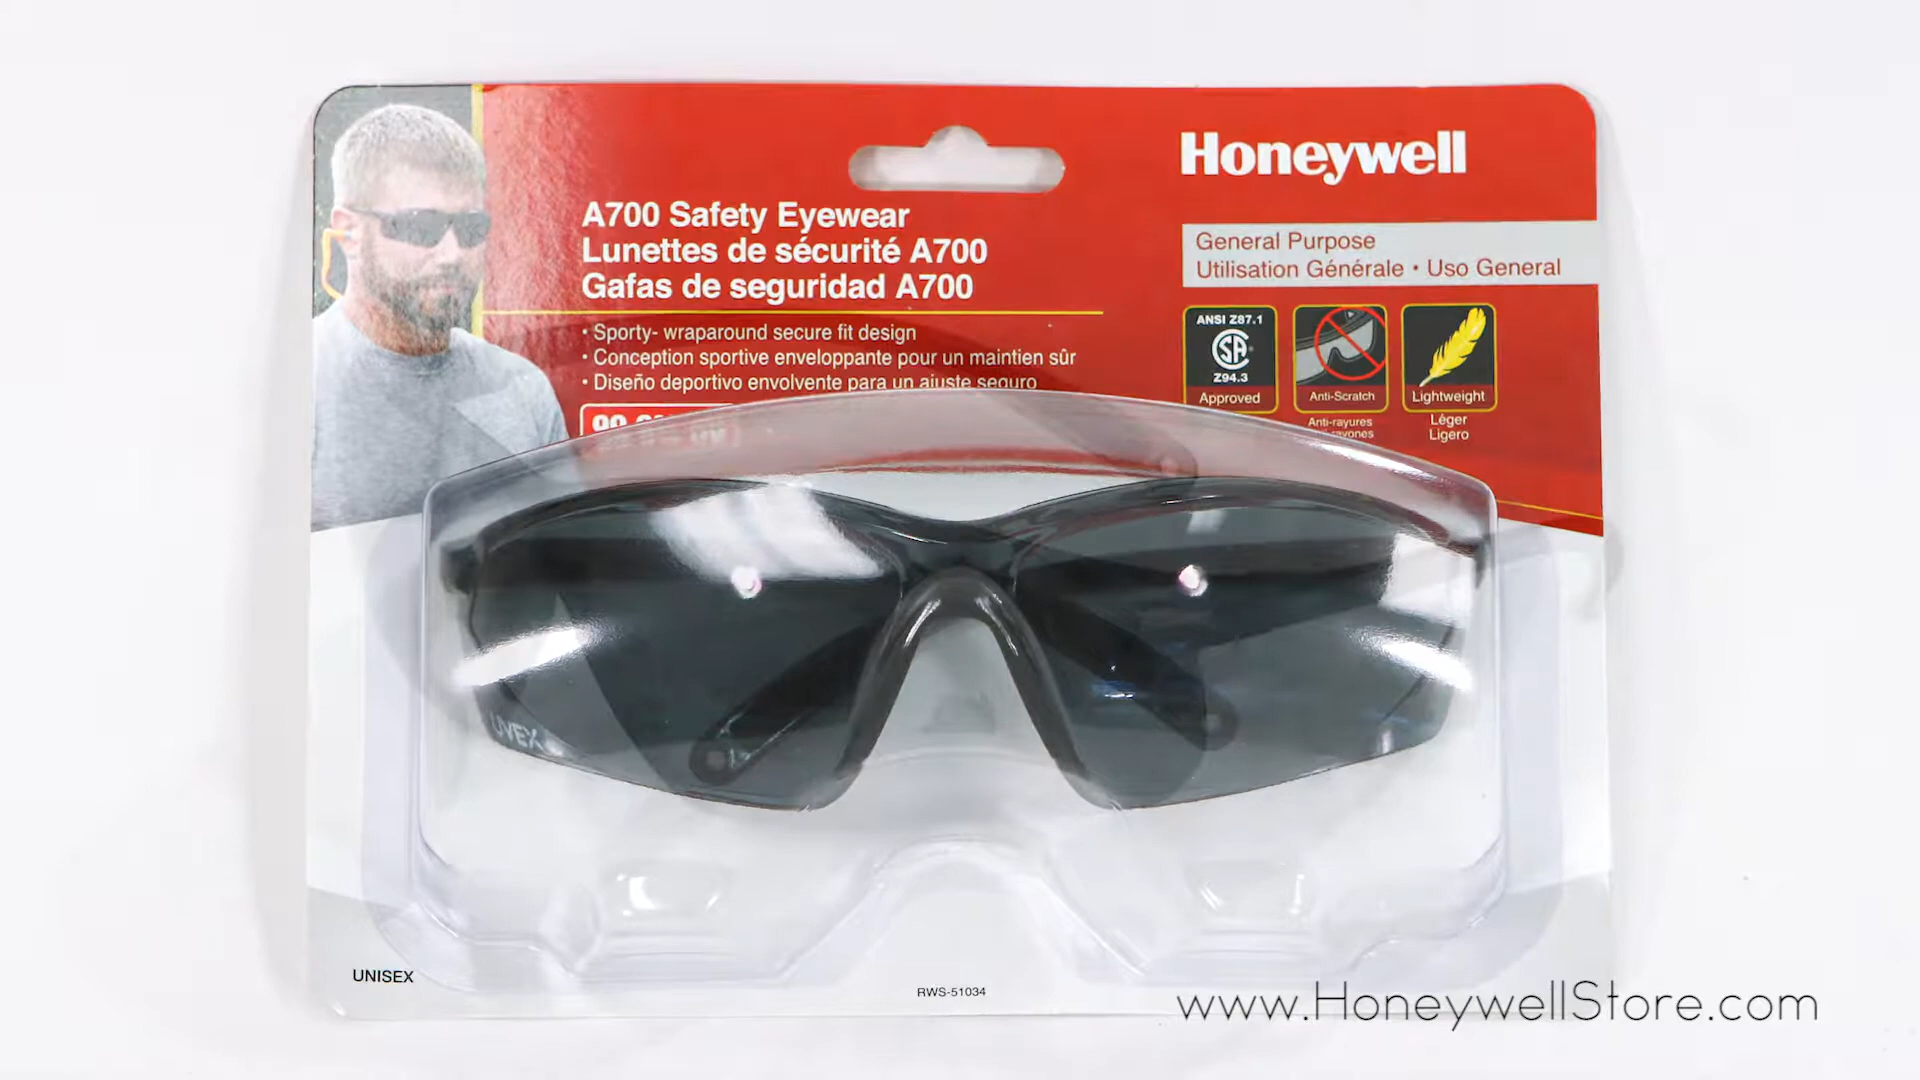 Honeywell
A700 Safety Eyewear
Lunettes de sécurité A700
Gafas de seguridad A700
• Sporty- wraparound secure fit design
• Conception sportive enveloppante pour un maintien sûr
• Diseño deportivo envolvente para un ajuste seguro
General Purpose
Utilisation Générale • Uso General
ANSI Z87.1
SA
Z94.3
Approved
Anti-Scratch
Anti-rayures
Lightweight
Léger
Ligero
UVEX
UNISEX
RWS-51034
www.HoneywellStore.com